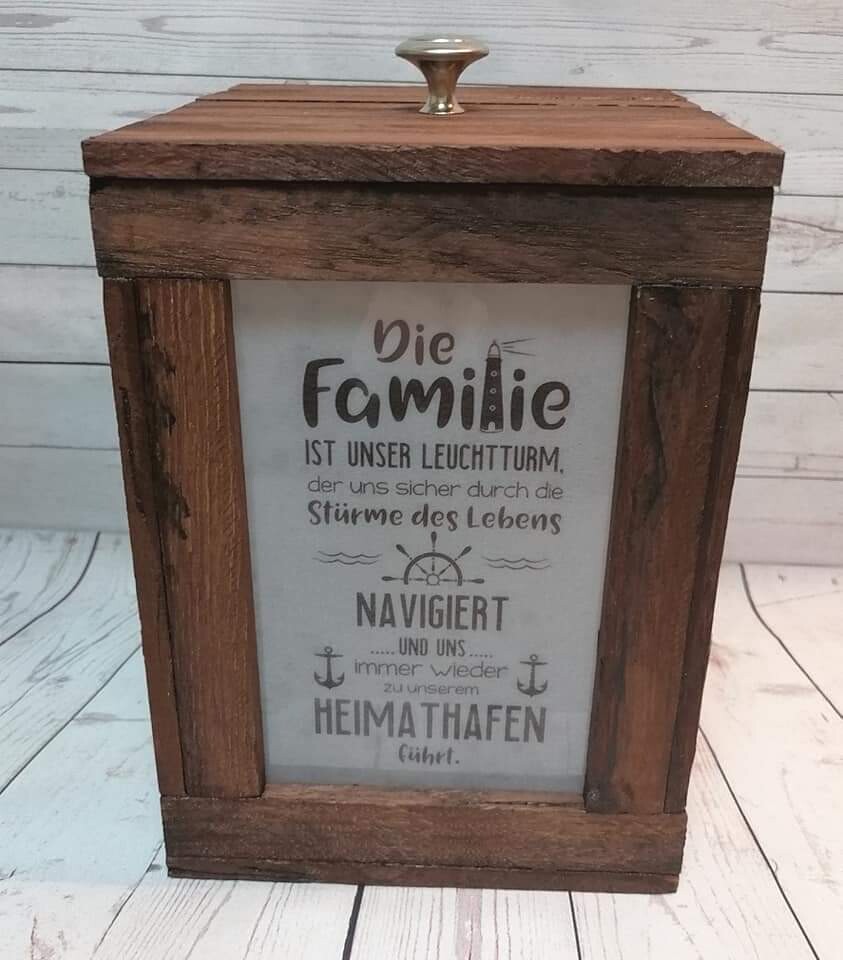 Die
Familie
IST UNSER LEUCHTTURM,
der uns sicher durch die
Stürme des Lebens
NAVIGIERT
.....UND UNS.....
immer wieder
zu unserem
HEIMATHAFEN
führt.